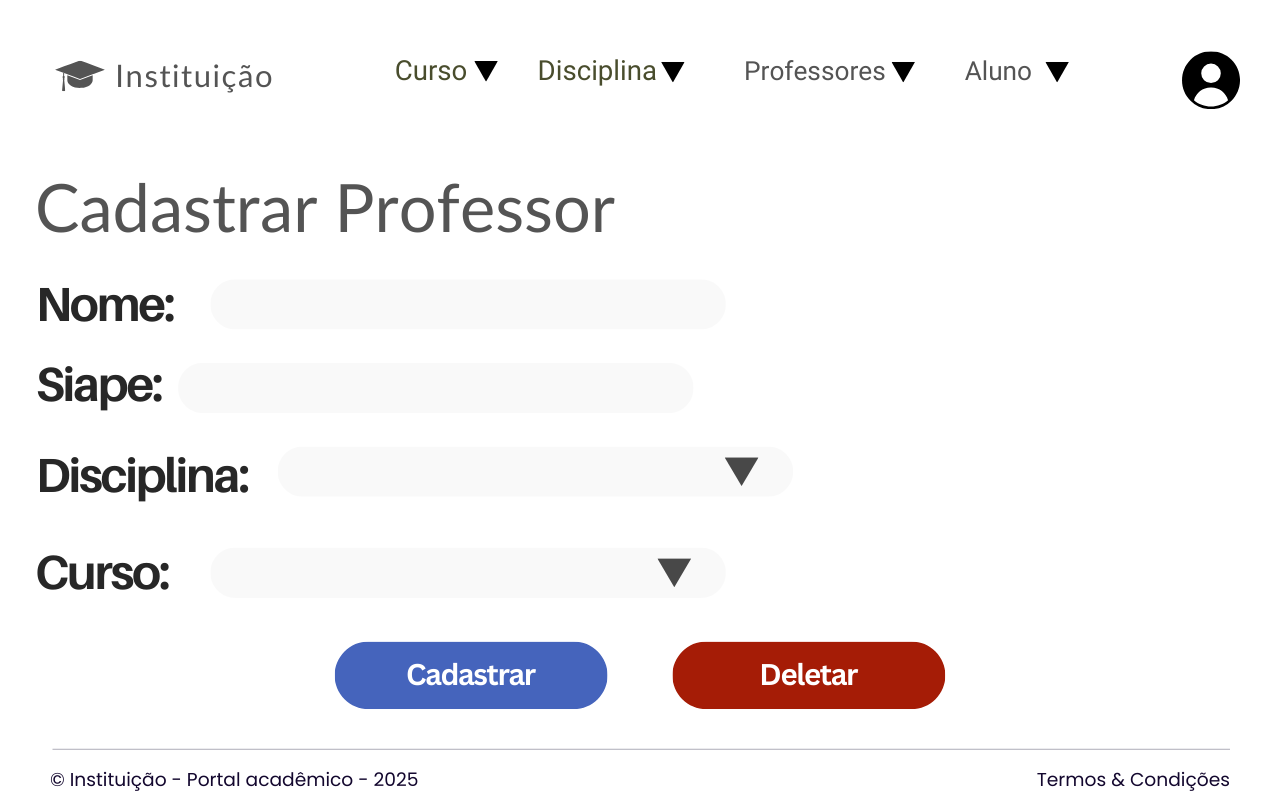 Instituição
Curso ▼ Disciplina ▼ Professores ▼ Aluno ▼
Cadastrar Professor
Nome:
Siape:
Disciplina: ▼
Curso: ▼
Cadastrar Deletar
© Instituição - Portal acadêmico - 2025 Termos & Condições